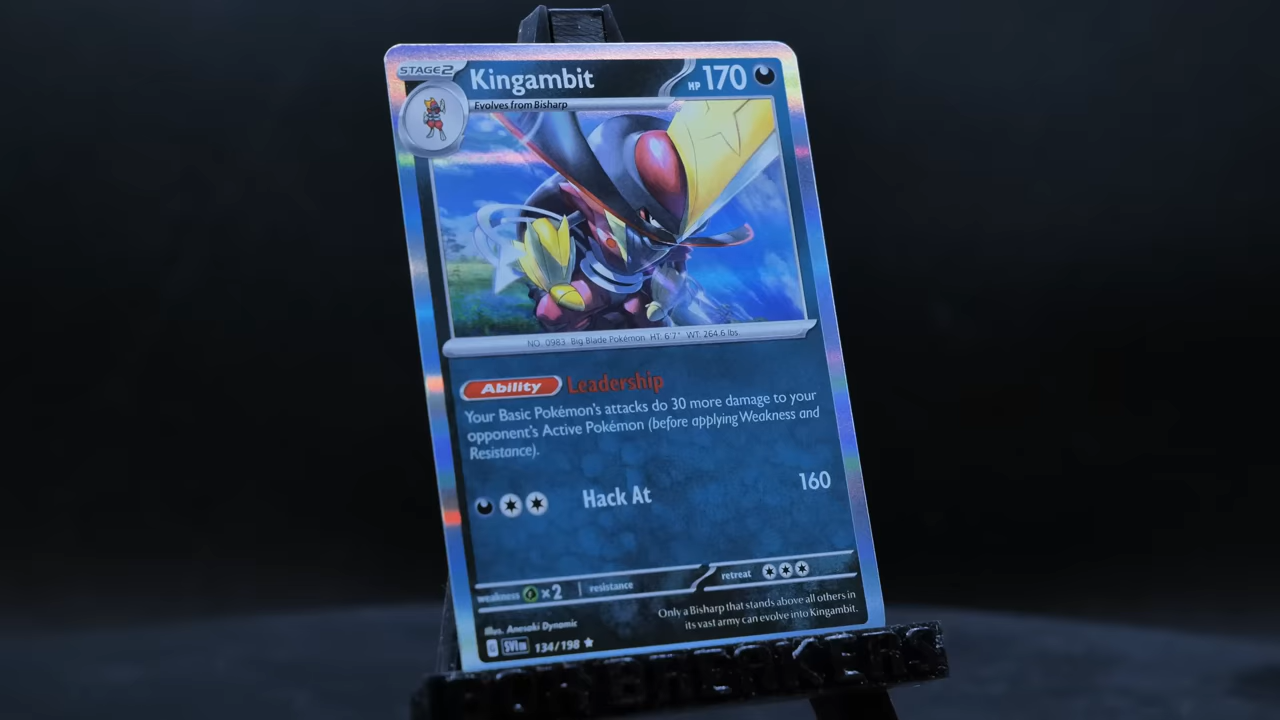 STAGE2 Kingambit HP 170
Evolves from Bisharp
NO. 0983 Big Blade Pokémon HT: 6'7" WT: 264.6 lbs.
Ability Leadership
Your Basic Pokémon's attacks do 30 more damage to your
opponent's Active Pokémon (before applying Weakness and
Resistance).
Hack At 160
weakness ×2 resistance retreat
Only a Bisharp that stands above all others in
its vast army can evolve into Kingambit.
Illus. Anesaki Dynamic
G SVI EN 134/198